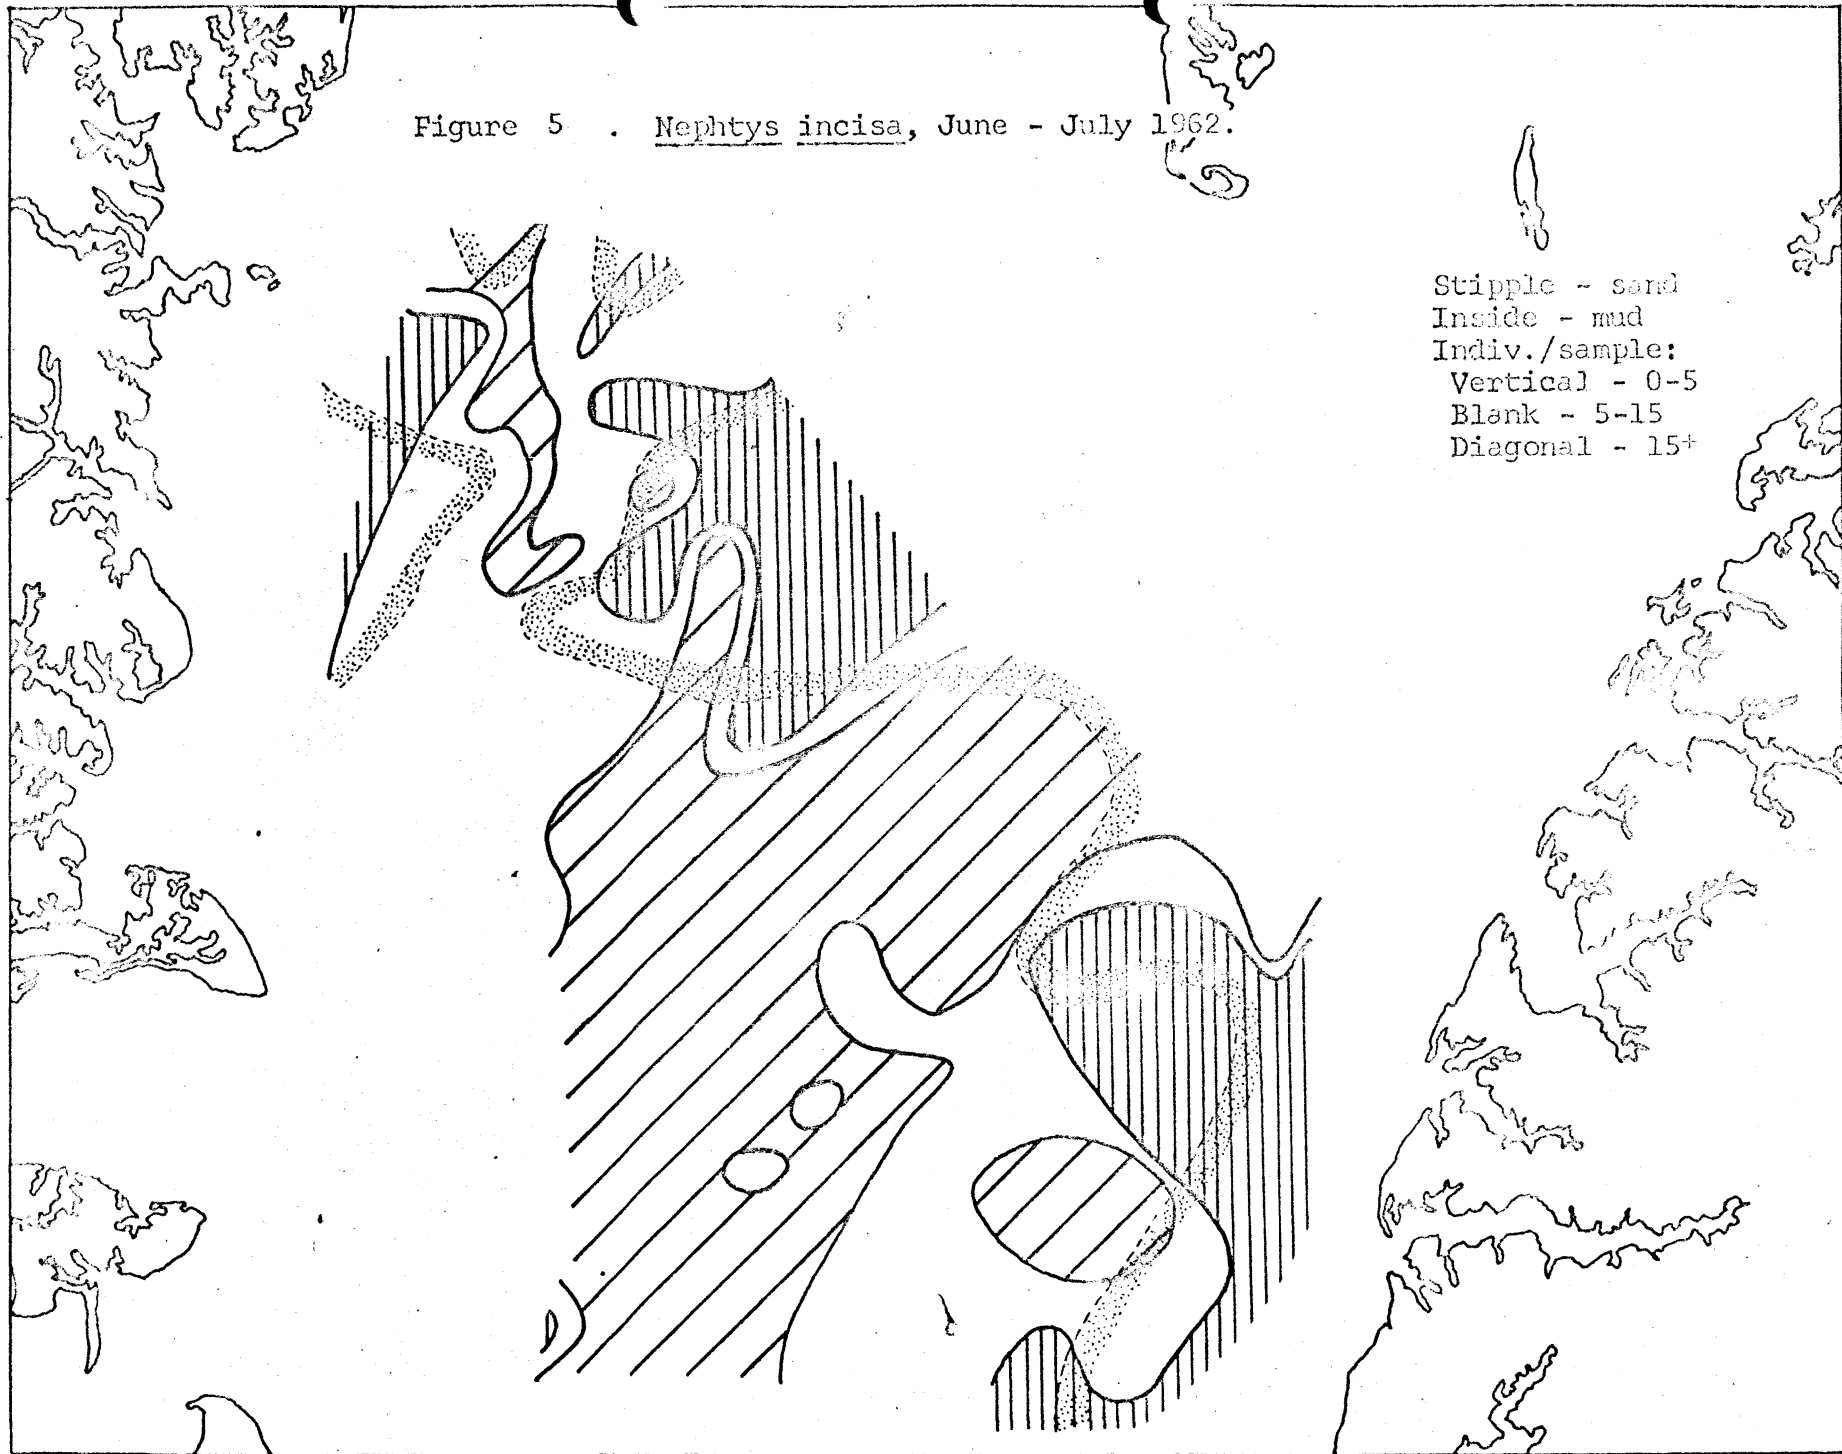 Figure 5 . Nephtys incisa, June - July 1962.
Stipple - sand
Inside - mud
Indiv./sample:
Vertical - 0-5
Blank - 5-15
Diagonal - 15+